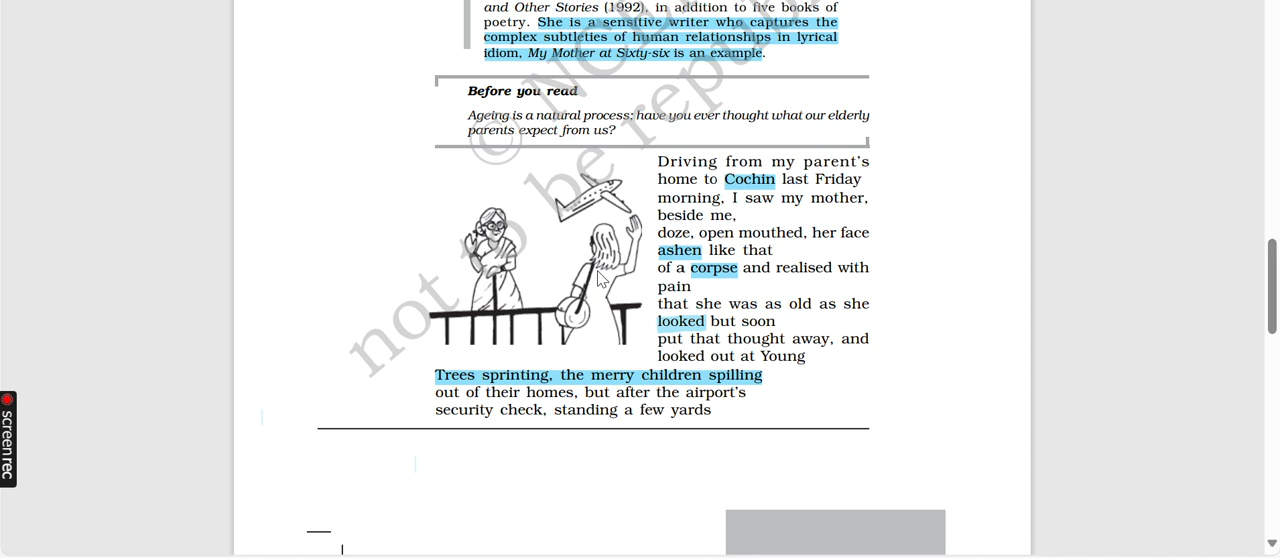 and Other Stories (1992), in addition to five books of
poetry. She is a sensitive writer who captures the
complex subtleties of human relationships in lyrical
idiom, My Mother at Sixty-six is an example.
Before you read
Ageing is a natural process; have you ever thought what our elderly
parents expect from us?
Driving from my parent's
home to Cochin last Friday
morning, I saw my mother,
beside me,
doze, open mouthed, her face
ashen like that
of a corpse and realised with
pain
that she was as old as she
looked but soon
put that thought away, and
looked out at Young
Trees sprinting, the merry children spilling
out of their homes, but after the airport's
security check, standing a few yards
not to be republ
screenrec